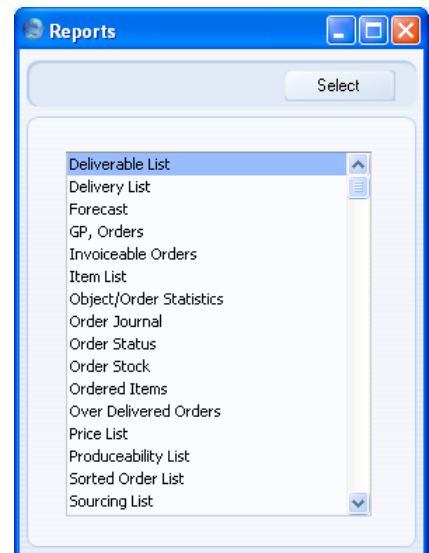 Reports
Select
Deliverable List
Delivery List
Forecast
GP, Orders
Invoiceable Orders
Item List
Object/Order Statistics
Order Journal
Order Status
Order Stock
Ordered Items
Over Delivered Orders
Price List
Produceability List
Sorted Order List
Sourcing List